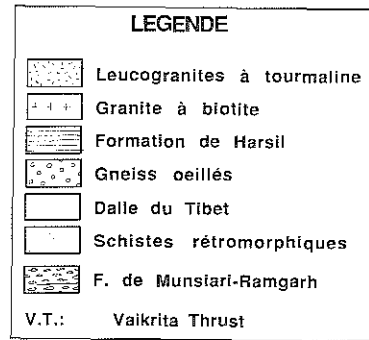 LEGENDE
Leucogranites à tourmaline
Granite à biotite
Formation de Harsil
Gneiss oeillés
Dalle du Tibet
Schistes rétromorphiques
F. de Munsiari-Ramgarh
V.T.: Vaikrita Thrust